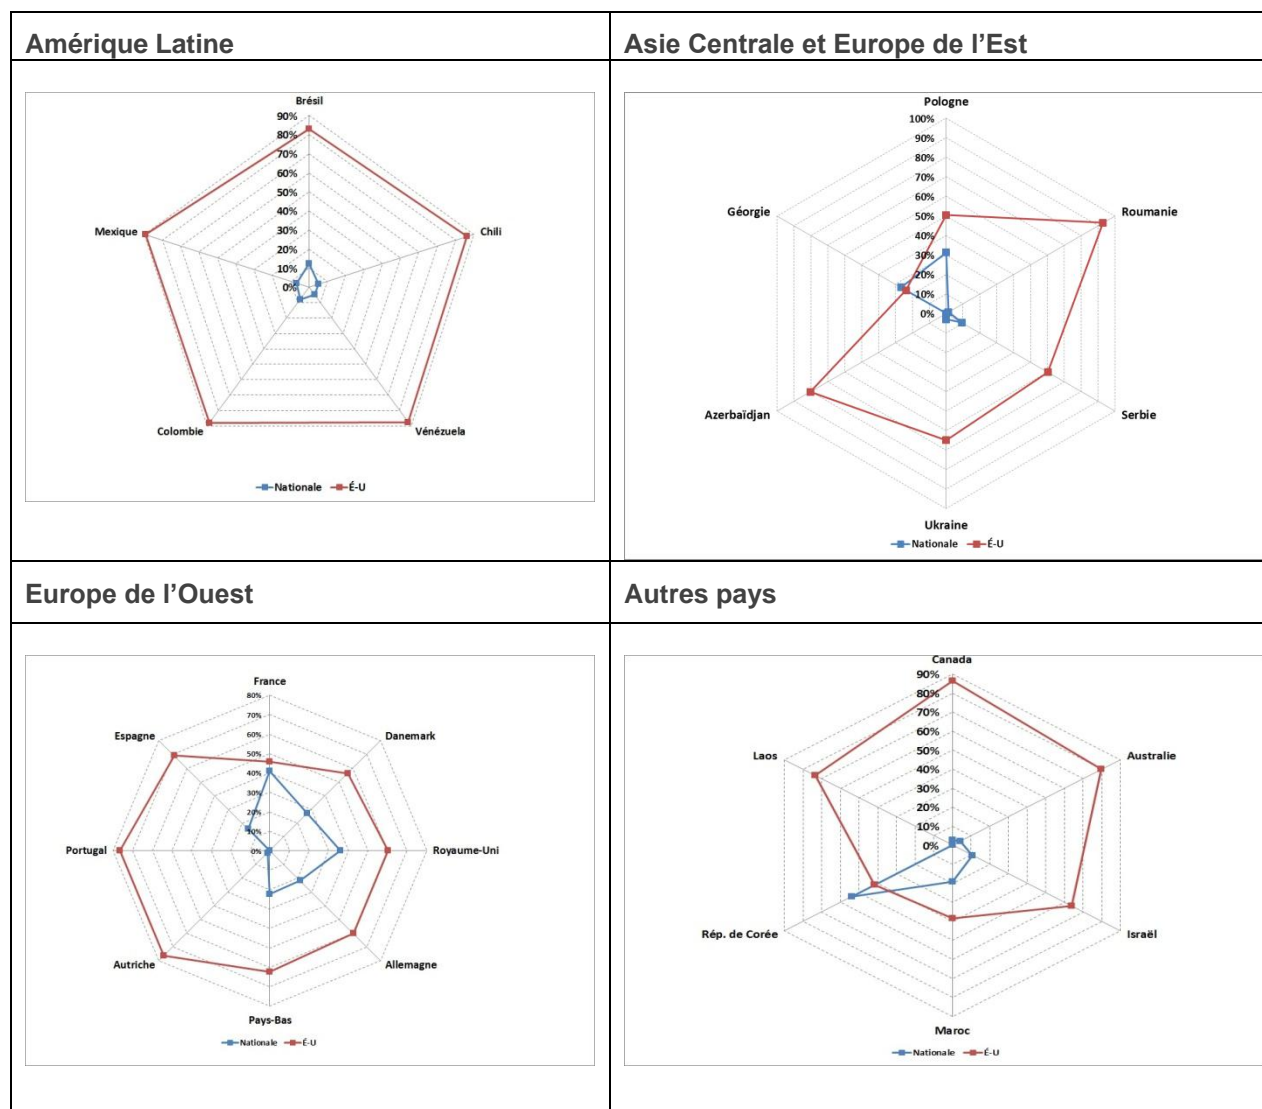 Amérique Latine
Brésil
90%
80%
70%
60%
50%
40%
30%
20%
10%
0%
Mexique
Chili
Colombie
Vénézuela
Nationale É-U
Asie Centrale et Europe de l’Est
Pologne
100%
90%
80%
70%
60%
50%
40%
30%
20%
10%
0%
Géorgie
Roumanie
Azerbaïdjan
Serbie
Ukraine
Nationale É-U
Europe de l’Ouest
France
80%
70%
60%
50%
40%
30%
20%
10%
0%
Espagne
Danemark
Portugal
Royaume-Uni
Autriche
Allemagne
Pays-Bas
Nationale É-U
Autres pays
Canada
90%
80%
70%
60%
50%
40%
30%
20%
10%
0%
Laos
Australie
Rép. de Corée
Israël
Maroc
Nationale É-U